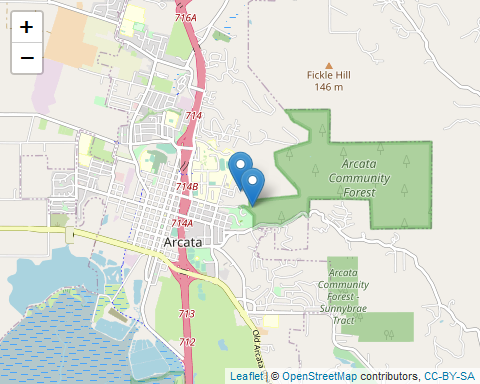 +
−
716A
Fickle Hill
146 m
714
Arcata
Community
Forest
714B
714A
Arcata
Arcata
Community
Forest -
Sunnybrae
Tract
713
712
Old Arcata
Leaflet | © OpenStreetMap contributors, CC-BY-SA